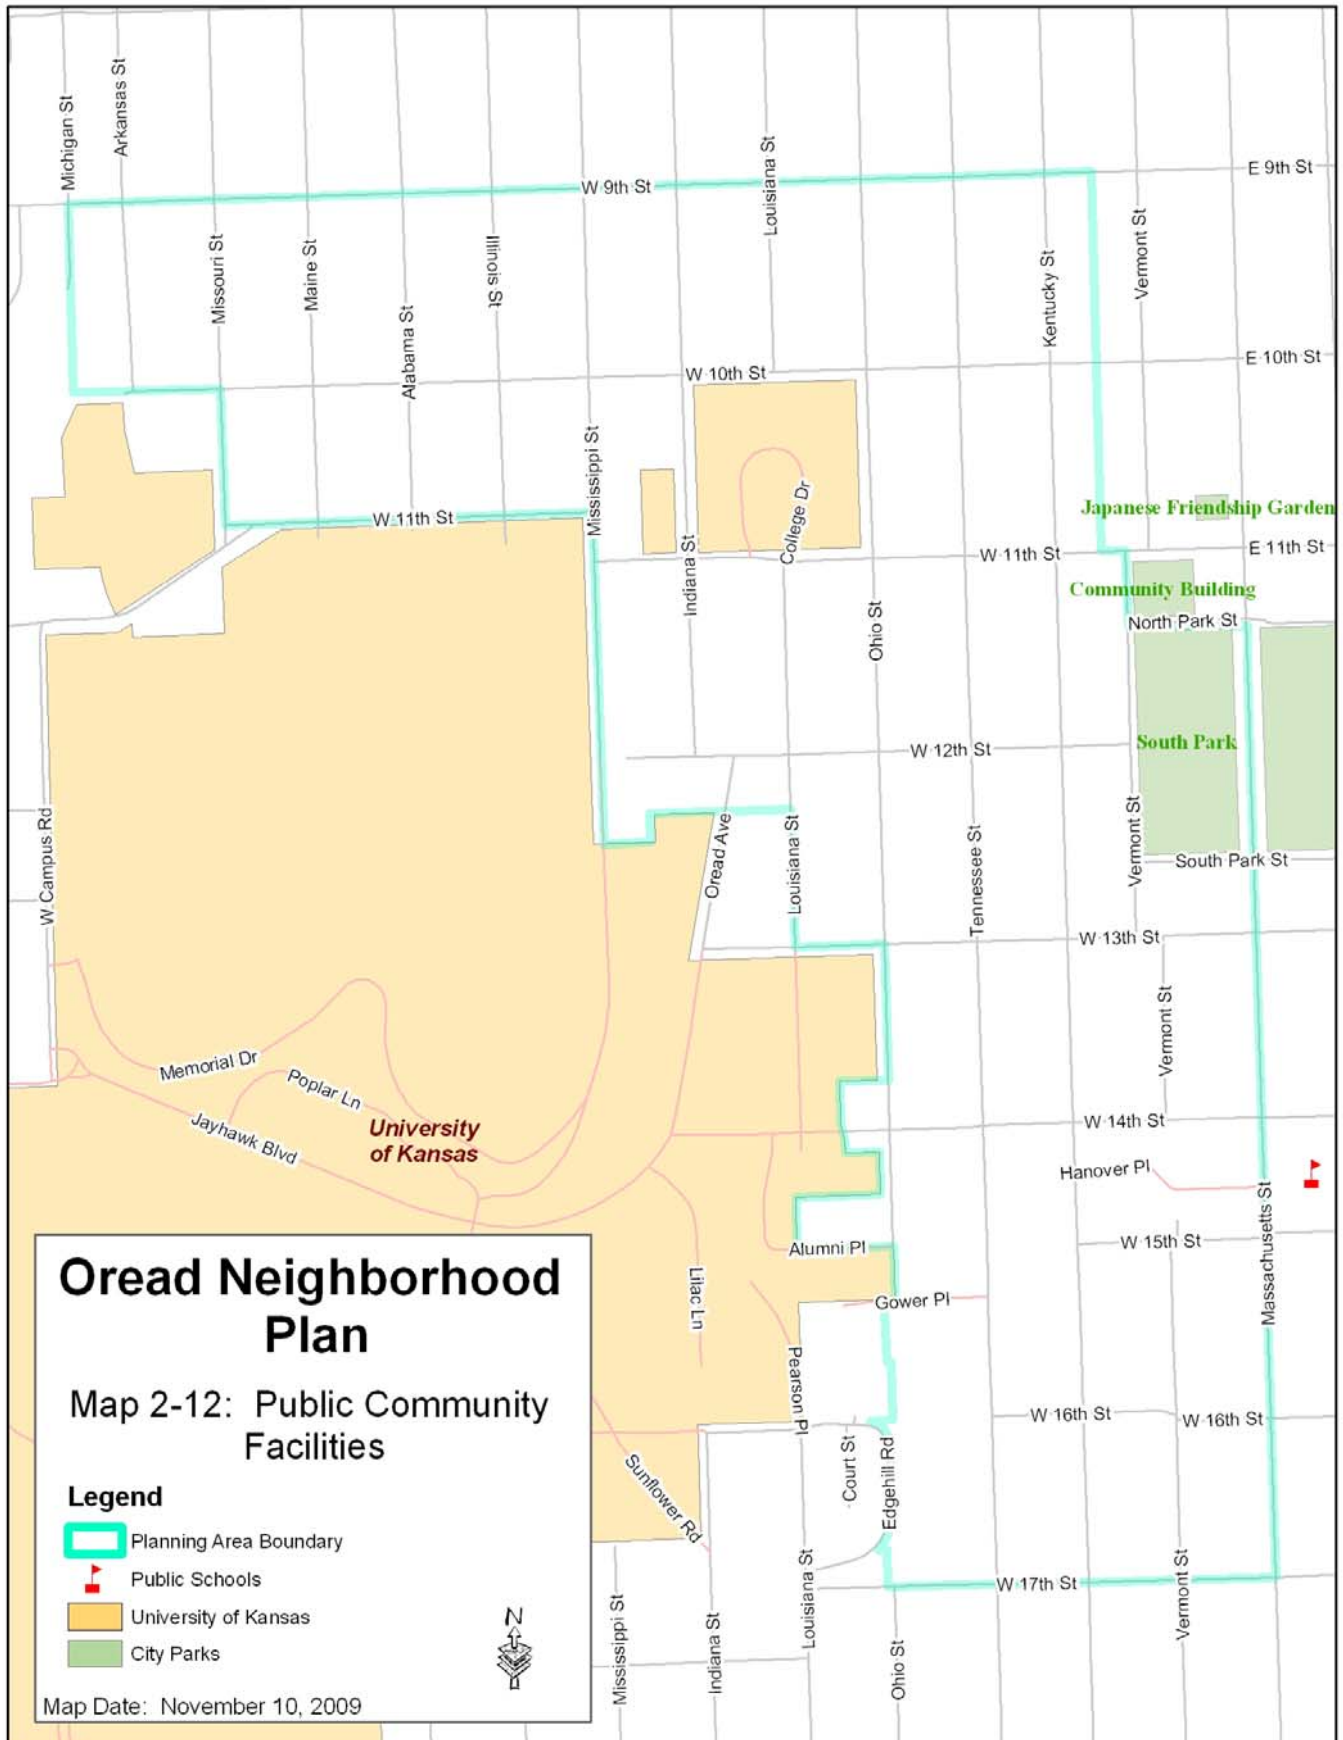 Michigan St
Arkansas St
W 9th St
Louisiana St
E 9th St
Missouri St
Maine St
Alabama St
Illinois St
Kentucky St
Vermont St
W 10th St
E 10th St
Mississippi St
College Dr
Japanese Friendship Garden
W 11th St
Indiana St
W 11th St
E 11th St
Community Building
North Park St
Ohio St
South Park
W 12th St
W Campus Rd
Oread Ave
Louisiana St
Tennessee St
Vermont St
South Park St
W 13th St
Vermont St
Memorial Dr
Poplar Ln
Jayhawk Blvd
University
of Kansas
W 14th St
Hanover Pl
Massachusetts St
W 15th St
Alumni Pl
Lilac Ln
Gower Pl
Pearson Pl
W 16th St
W 16th St
Court St
Edgehill Rd
Sunflower Rd
W 17th St
Mississippi St
Indiana St
Louisiana St
Ohio St
Vermont St
Oread Neighborhood
Plan
Map 2-12: Public Community
Facilities
Legend
Planning Area Boundary
Public Schools
University of Kansas
City Parks
N
Map Date: November 10, 2009